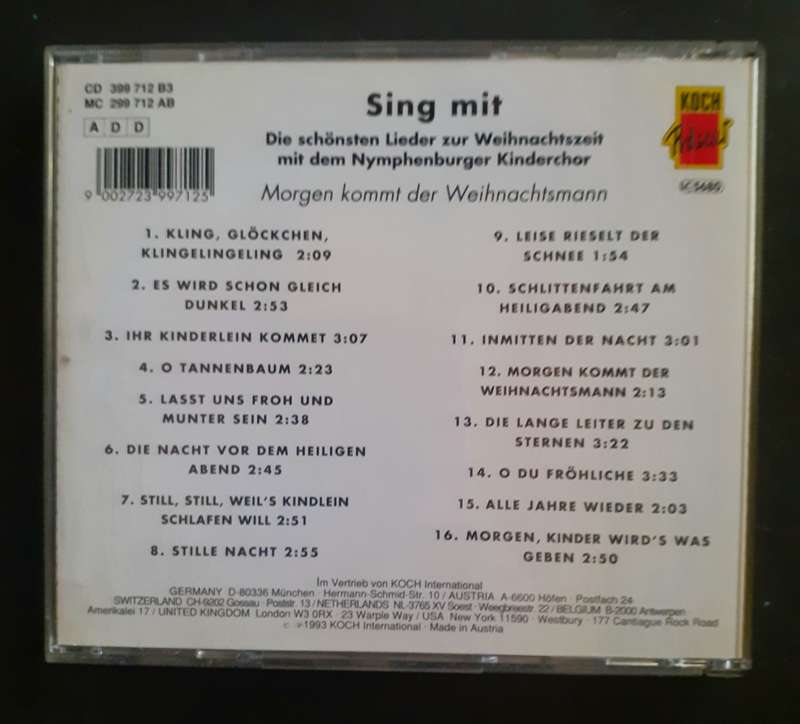 CD 399 712 B3
MC 299 712 AB
A D D
9 002723 997125
Sing mit
Die schönsten Lieder zur Weihnachtszeit
mit dem Nymphenburger Kinderchor
Morgen kommt der Weihnachtsmann
KOCH
LC 5680
1. KLING, GLÖCKCHEN,
KLINGELINGELING 2:09
2. ES WIRD SCHON GLEICH
DUNKEL 2:53
3. IHR KINDERLEIN KOMMET 3:07
4. O TANNENBAUM 2:23
5. LASST UNS FROH UND
MUNTER SEIN 2:38
6. DIE NACHT VOR DEM HEILIGEN
ABEND 2:45
7. STILL, STILL, WEIL'S KINDLEIN
SCHLAFEN WILL 2:51
8. STILLE NACHT 2:55
9. LEISE RIESELT DER
SCHNEE 1:54
10. SCHLITTENFAHRT AM
HEILIGABEND 2:47
11. INMITTEN DER NACHT 3:01
12. MORGEN KOMMT DER
WEIHNACHTSMANN 2:13
13. DIE LANGE LEITER ZU DEN
STERNEN 3:22
14. O DU FRÖHLICHE 3:33
15. ALLE JAHRE WIEDER 2:03
16. MORGEN, KINDER WIRD'S WAS
GEBEN 2:50
Im Vertrieb von KOCH International
GERMANY D-80336 München · Hermann-Schmid-Str. 10 / AUSTRIA A-6600 Höfen · Postfach 24
SWITZERLAND CH-9202 Gossau · Poststr. 13 / NETHERLANDS NL-3765 XV Soest · Weegbreestr. 22 / BELGIUM B-2000 Antwerpen
Amerikalei 17 / UNITED KINGDOM London W3 0RX · 23 Warple Way / USA New York 11590 · Westbury · 177 Cantiague Rock Road
© ℗ 1993 KOCH International · Made in Austria